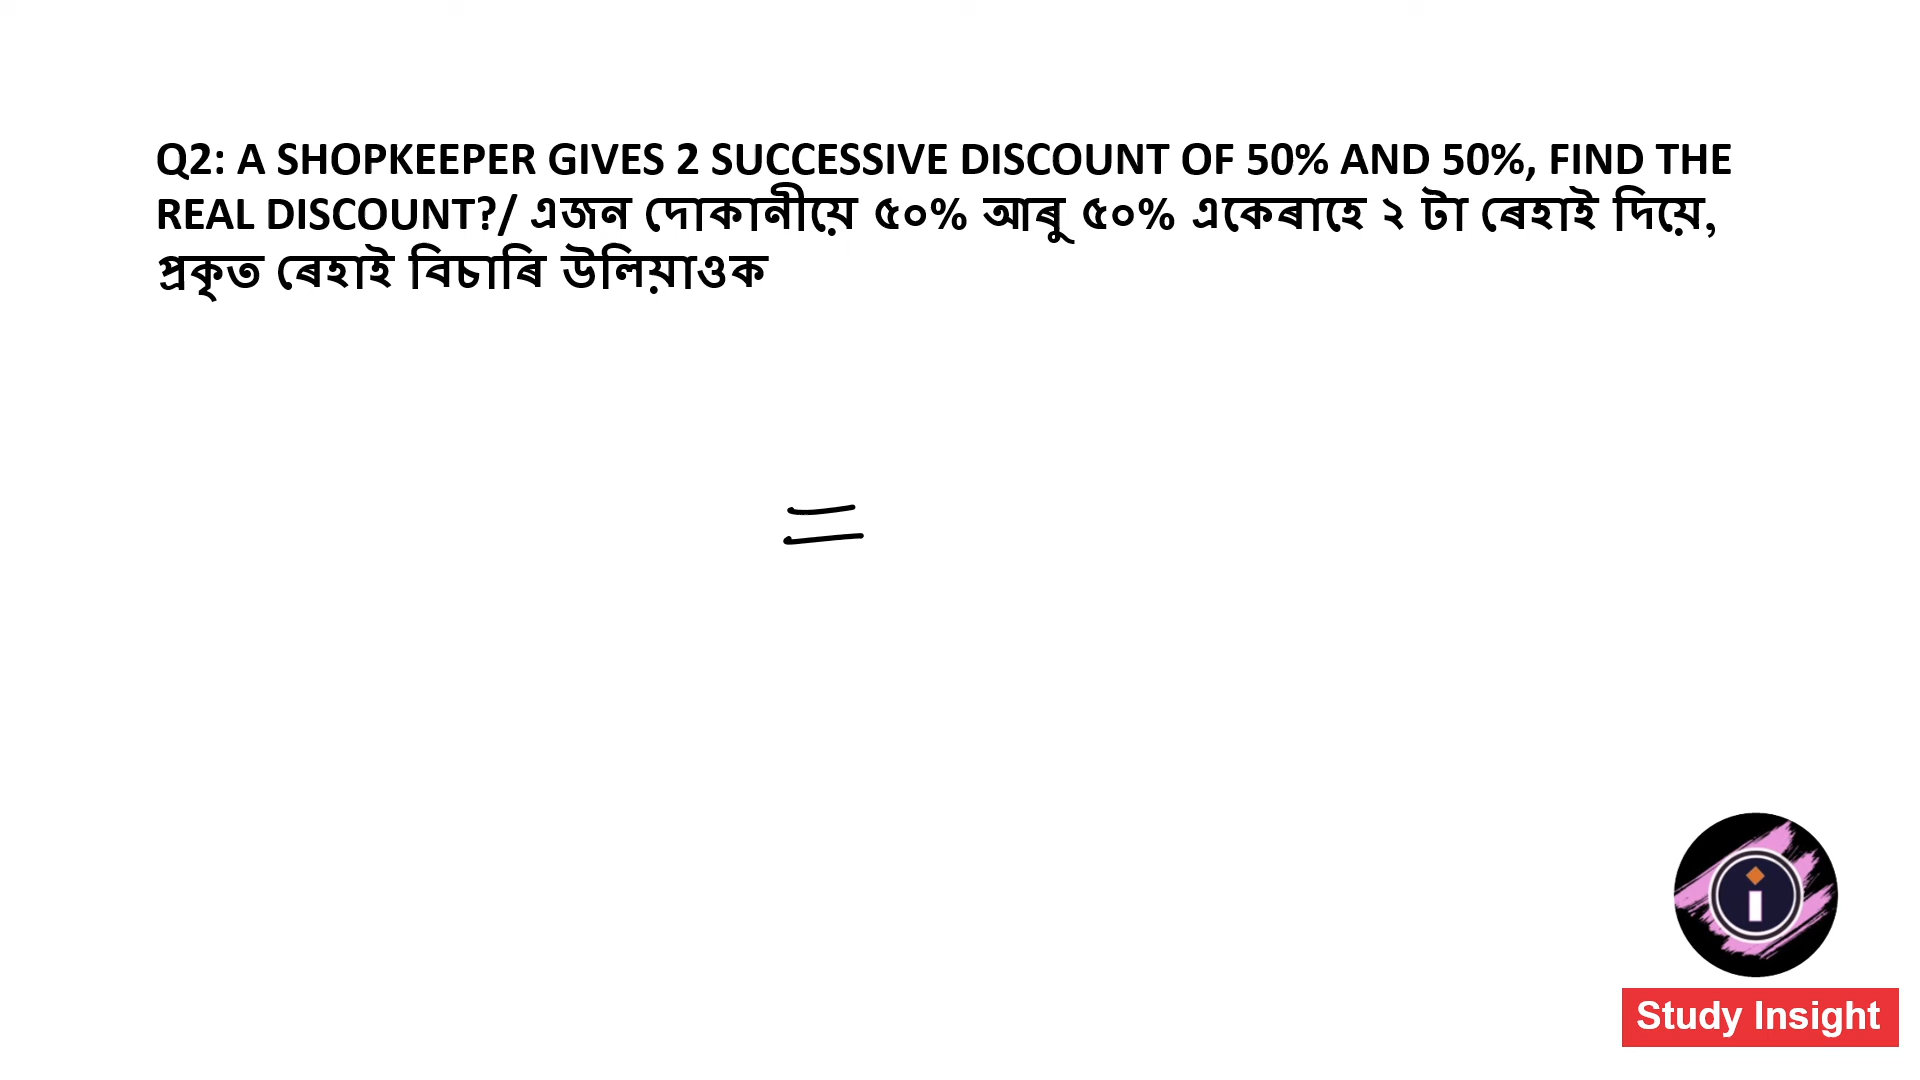 Q2: A SHOPKEEPER GIVES 2 SUCCESSIVE DISCOUNT OF 50% AND 50%, FIND THE
REAL DISCOUNT?/ এজন দোকানীয়ে ৫০% আৰু ৫০% একেৰাহে ২ টা ৰেহাই দিয়ে,
প্ৰকৃত ৰেহাই বিচাৰি উলিয়াওক
=
i
Study Insight